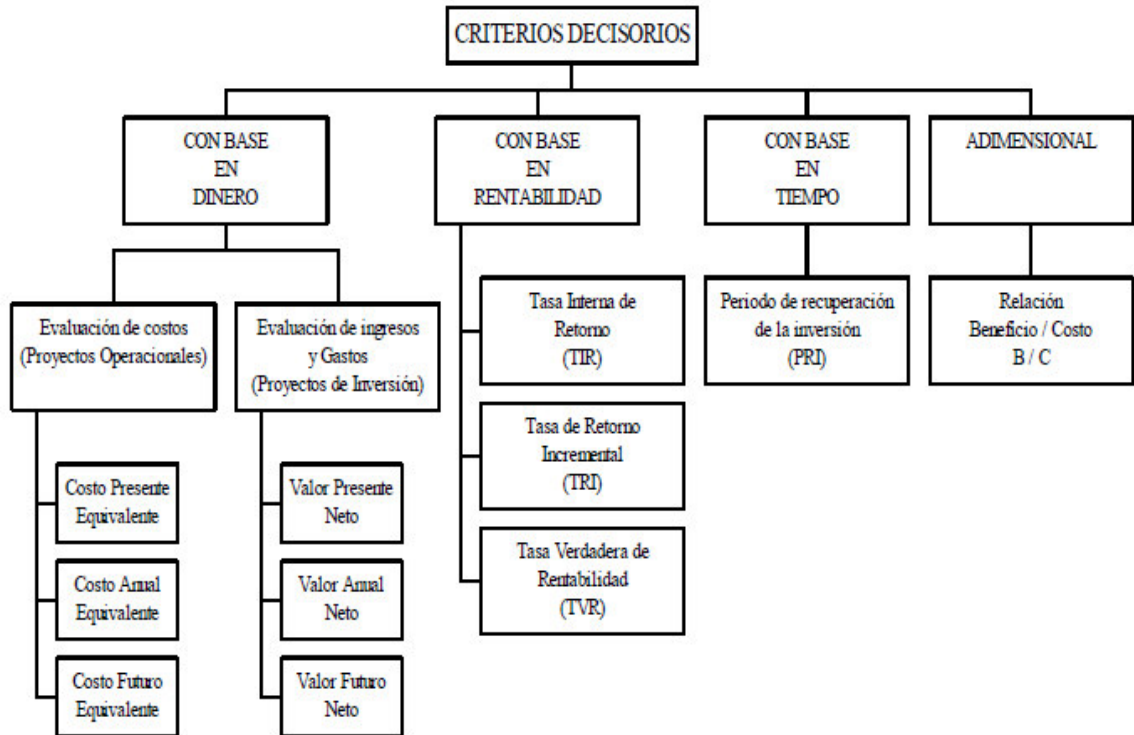 CRITERIOS DECISORIOS
CON BASE
EN
DINERO
CON BASE
EN
RENTABILIDAD
CON BASE
EN
TIEMPO
ADIMENSIONAL
Evaluación de costos
(Proyectos Operacionales)
Evaluación de ingresos
y Gastos
(Proyectos de Inversión)
Tasa Interna de
Retorno
(TIR)
Periodo de recuperación
de la inversión
(PRI)
Relación
Beneficio / Costo
B / C
Tasa de Retorno
Incremental
(TRI)
Tasa Verdadera de
Rentabilidad
(TVR)
Costo Presente
Equivalente
Valor Presente
Neto
Costo Anual
Equivalente
Valor Anual
Neto
Costo Futuro
Equivalente
Valor Futuro
Neto